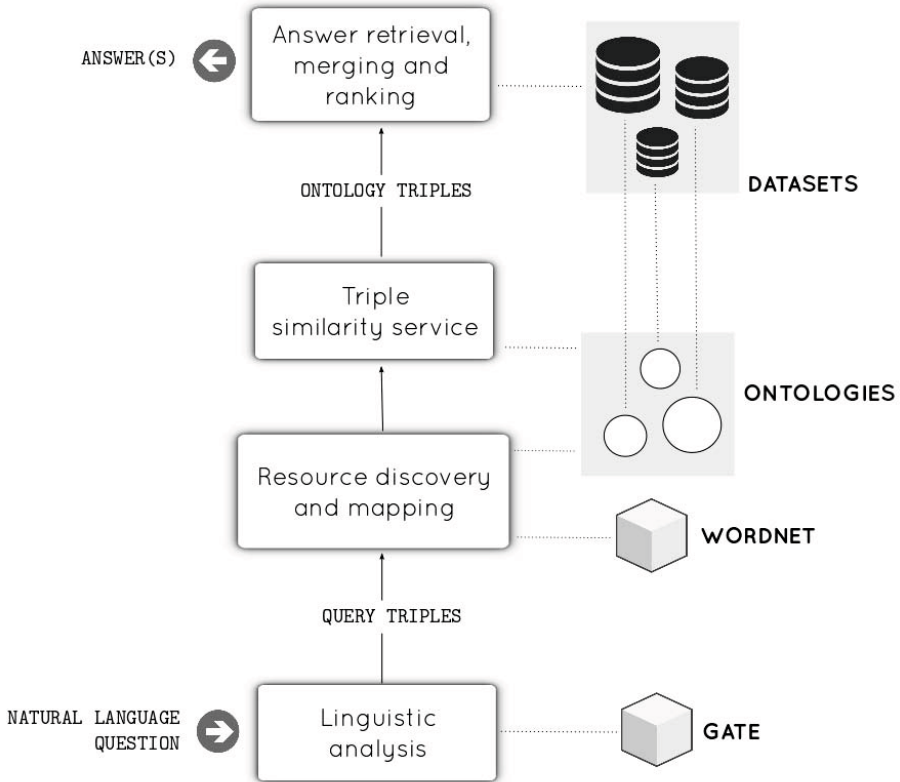 ANSWER(S)
Answer retrieval,
merging and
ranking
DATASETS
ONTOLOGY TRIPLES
Triple
similarity service
ONTOLOGIES
Resource discovery
and mapping
WORDNET
QUERY TRIPLES
NATURAL LANGUAGE
QUESTION
Linguistic
analysis
GATE